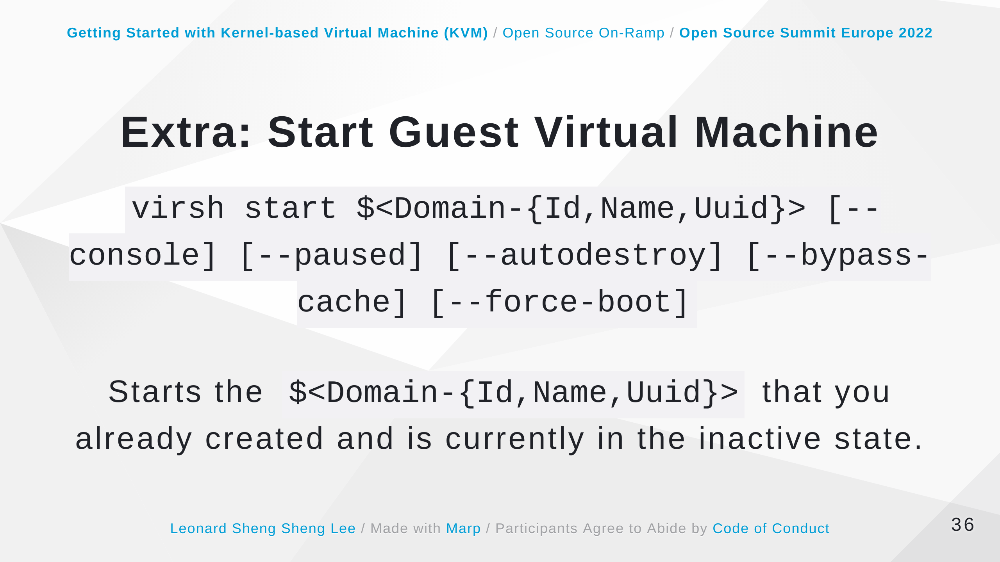 Getting Started with Kernel-based Virtual Machine (KVM) / Open Source On-Ramp / Open Source Summit Europe 2022
Extra: Start Guest Virtual Machine
virsh start $<Domain-{Id,Name,Uuid}> [--
console] [--paused] [--autodestroy] [--bypass-
cache] [--force-boot]
Starts the $<Domain-{Id,Name,Uuid}> that you
already created and is currently in the inactive state.
Leonard Sheng Sheng Lee / Made with Marp / Participants Agree to Abide by Code of Conduct
36